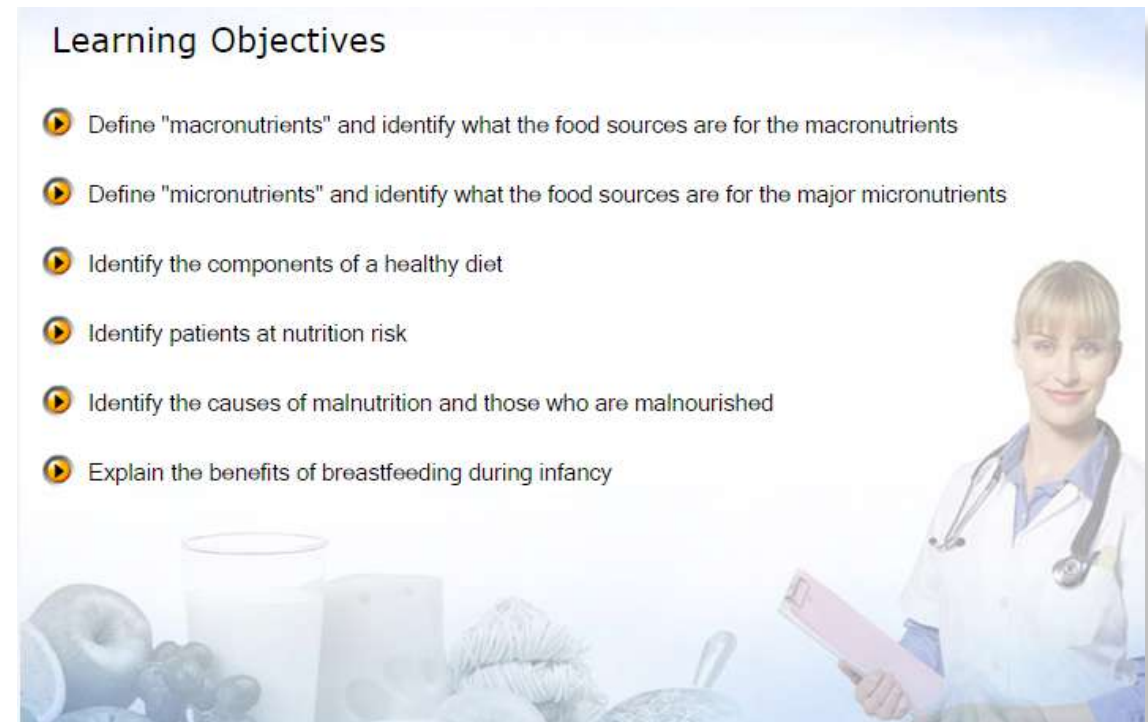 Learning Objectives
Define "macronutrients" and identify what the food sources are for the macronutrients
Define "micronutrients" and identify what the food sources are for the major micronutrients
Identify the components of a healthy diet
Identify patients at nutrition risk
Identify the causes of malnutrition and those who are malnourished
Explain the benefits of breastfeeding during infancy